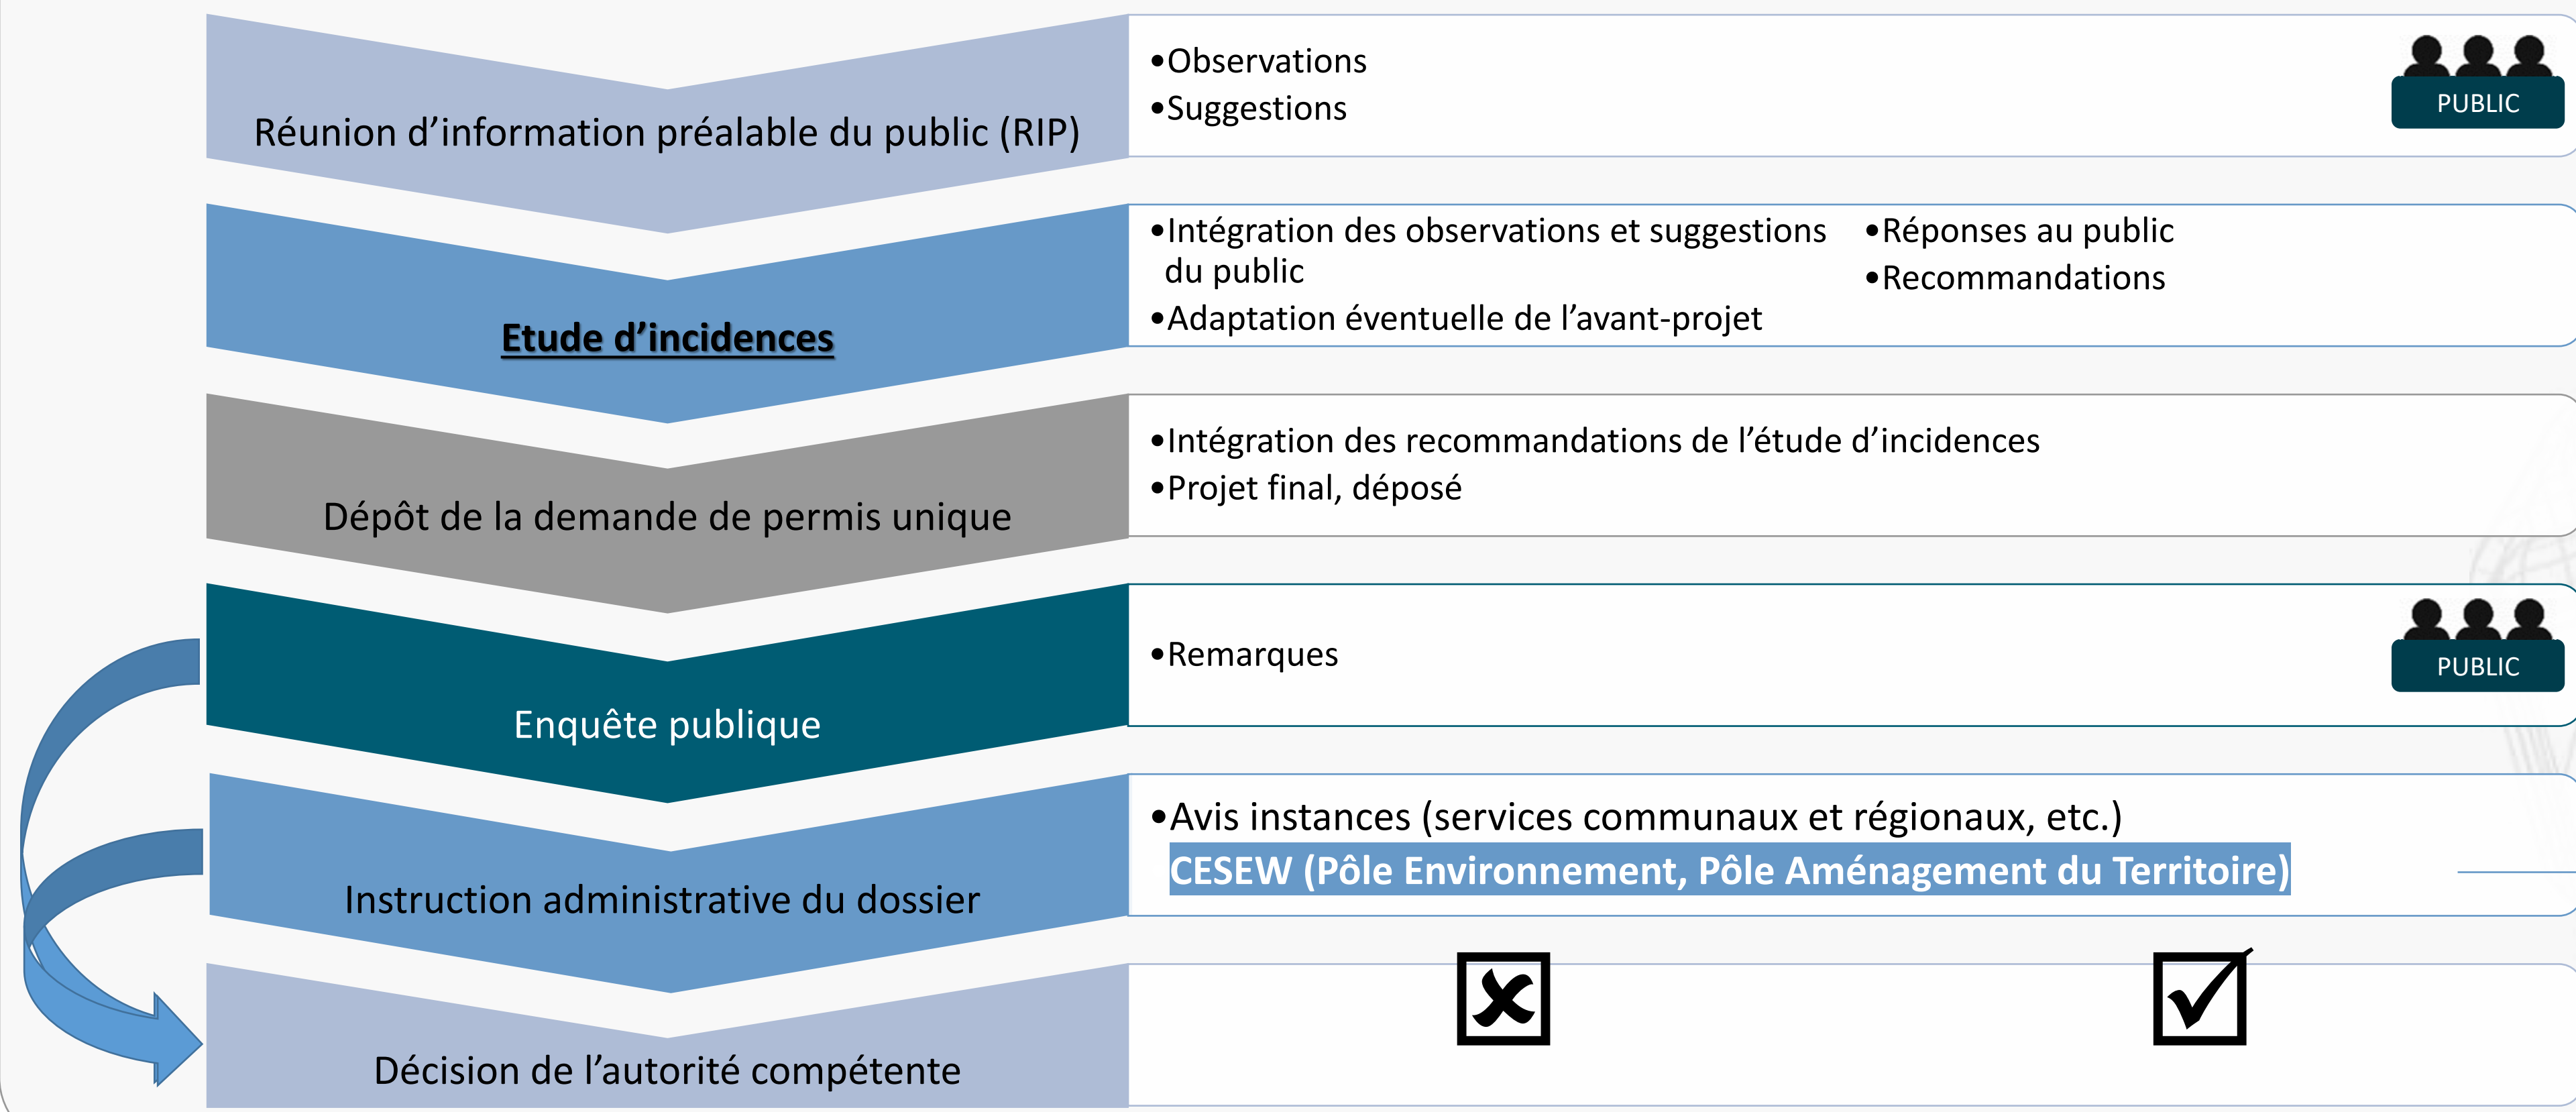 Réunion d’information préalable du public (RIP)
•Observations
•Suggestions
PUBLIC
Etude d’incidences
•Intégration des observations et suggestions
du public
•Adaptation éventuelle de l’avant-projet
•Réponses au public
•Recommandations
Dépôt de la demande de permis unique
•Intégration des recommandations de l’étude d’incidences
•Projet final, déposé
Enquête publique
•Remarques
PUBLIC
Instruction administrative du dossier
•Avis instances (services communaux et régionaux, etc.)
CESEW (Pôle Environnement, Pôle Aménagement du Territoire)
Décision de l’autorité compétente